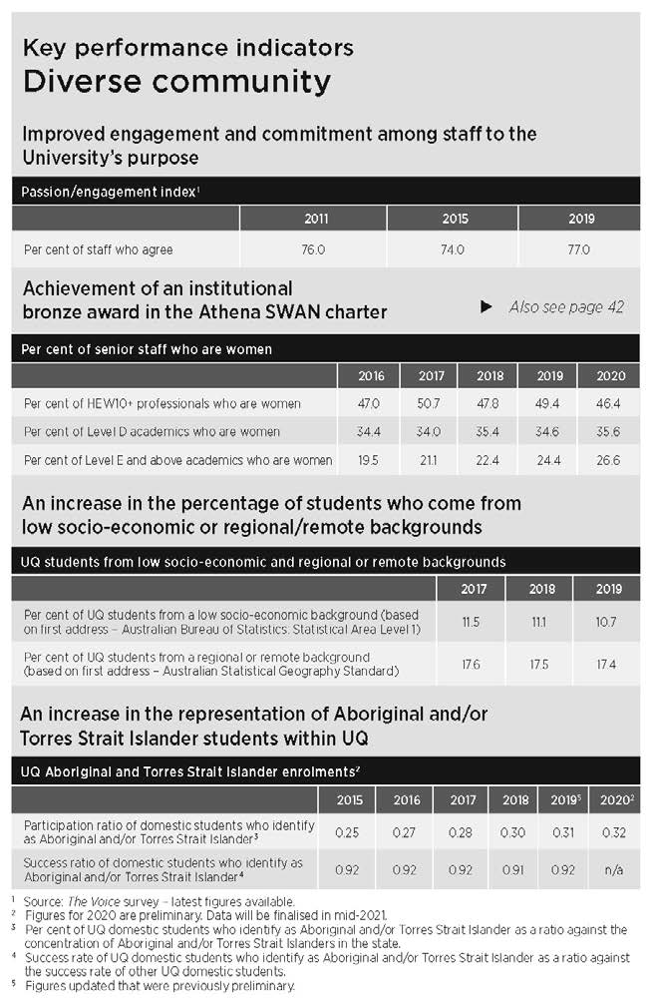 Key performance indicators
Diverse community
Improved engagement and commitment among staff to the
University's purpose
Passion/engagement index¹
2011 2015 2019
Per cent of staff who agree 76.0 74.0 77.0
Achievement of an institutional
bronze award in the Athena SWAN charter
► Also see page 42
Per cent of senior staff who are women
2016 2017 2018 2019 2020
Per cent of HEW10+ professionals who are women 47.0 50.7 47.8 49.4 46.4
Per cent of Level D academics who are women 34.4 34.0 35.4 34.6 35.6
Per cent of Level E and above academics who are women 19.5 21.1 22.4 24.4 26.6
An increase in the percentage of students who come from
low socio-economic or regional/remote backgrounds
UQ students from low socio-economic and regional or remote backgrounds
2017 2018 2019
Per cent of UQ students from a low socio-economic background (based
on first address – Australian Bureau of Statistics: Statistical Area Level 1) 11.5 11.1 10.7
Per cent of UQ students from a regional or remote background
(based on first address – Australian Statistical Geography Standard) 17.6 17.5 17.4
An increase in the representation of Aboriginal and/or
Torres Strait Islander students within UQ
UQ Aboriginal and Torres Strait Islander enrolments²
2015 2016 2017 2018 2019⁵ 2020²
Participation ratio of domestic students who identify
as Aboriginal and/or Torres Strait Islander³ 0.25 0.27 0.28 0.30 0.31 0.32
Success ratio of domestic students who identify as
Aboriginal and/or Torres Strait Islander⁴ 0.92 0.92 0.92 0.91 0.92 n/a
¹ Source: The Voice survey – latest figures available.
² Figures for 2020 are preliminary. Data will be finalised in mid-2021.
³ Per cent of UQ domestic students who identify as Aboriginal and/or Torres Strait Islander as a ratio against the
concentration of Aboriginal and/or Torres Strait Islanders in the state.
⁴ Success rate of UQ domestic students who identify as Aboriginal and/or Torres Strait Islander as a ratio against
the success rate of other UQ domestic students.
⁵ Figures updated that were previously preliminary.